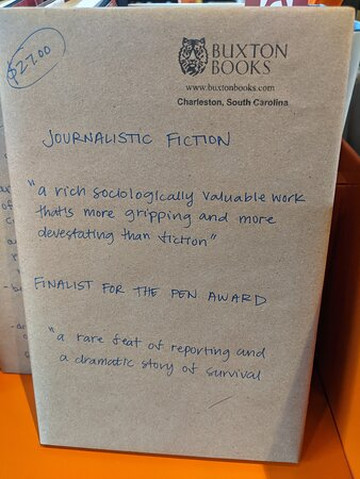 $27.00
BUXTON
BOOKS
www.buxtonbooks.com
Charleston, South Carolina
JOURNALISTIC FICTION
"a rich sociologically valuable work
thats more gripping and more
devestating than fiction"
FINALIST FOR THE PEN AWARD
"a rare feat of reporting and
a dramatic story of survival